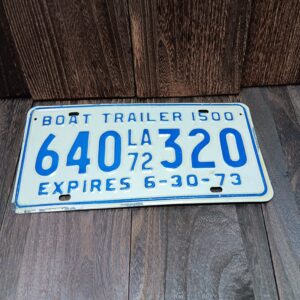 BOAT TRAILER 1500
640 LA 72 320
EXPIRES 6-30-73